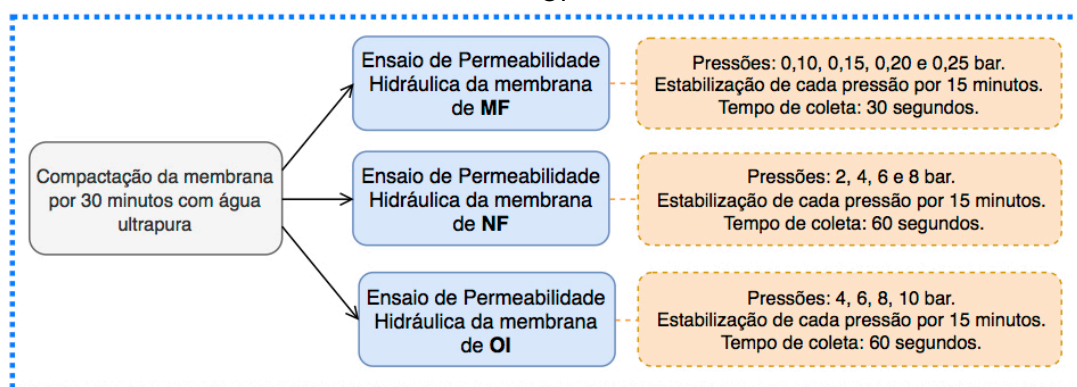 Compactação da membrana
por 30 minutos com água
ultrapura
Ensaio de Permeabilidade
Hidráulica da membrana
de MF
Pressões: 0,10, 0,15, 0,20 e 0,25 bar.
Estabilização de cada pressão por 15 minutos.
Tempo de coleta: 30 segundos.
Ensaio de Permeabilidade
Hidráulica da membrana
de NF
Pressões: 2, 4, 6 e 8 bar.
Estabilização de cada pressão por 15 minutos.
Tempo de coleta: 60 segundos.
Ensaio de Permeabilidade
Hidráulica da membrana
de OI
Pressões: 4, 6, 8, 10 bar.
Estabilização de cada pressão por 15 minutos.
Tempo de coleta: 60 segundos.